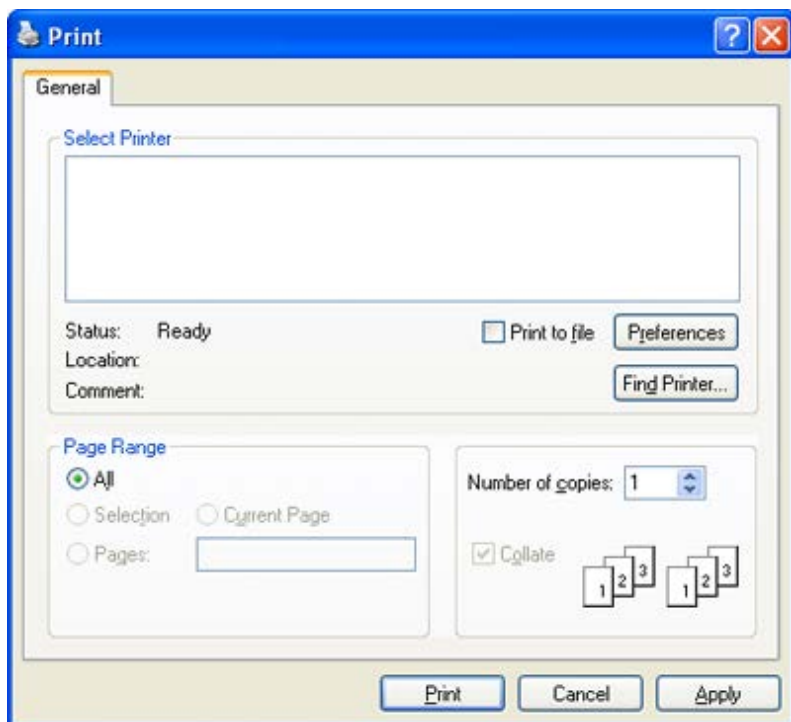 Print
General
Select Printer
Status: Ready
Print to file
Preferences
Location:
Comment:
Find Printer...
Page Range
All
Selection
Current Page
Pages:
Number of copies: 1
Collate
1 2 3 1 2 3
Print
Cancel
Apply